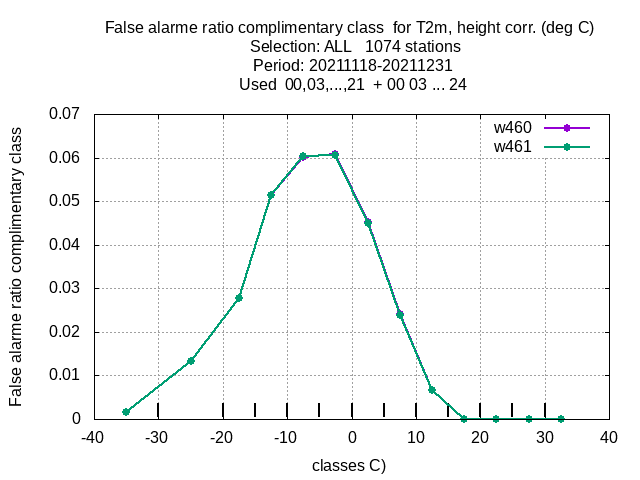 False alarme ratio complimentary class  for T2m, height corr. (deg C)
Selection: ALL   1074 stations
Period: 20211118-20211231
Used  00,03,...,21  + 00 03 ... 24
False alarme ratio complimentary class
0.07
0.06
0.05
0.04
0.03
0.02
0.01
0
w460
w461
-40 -30 -20 -10 0 10 20 30 40
classes C)